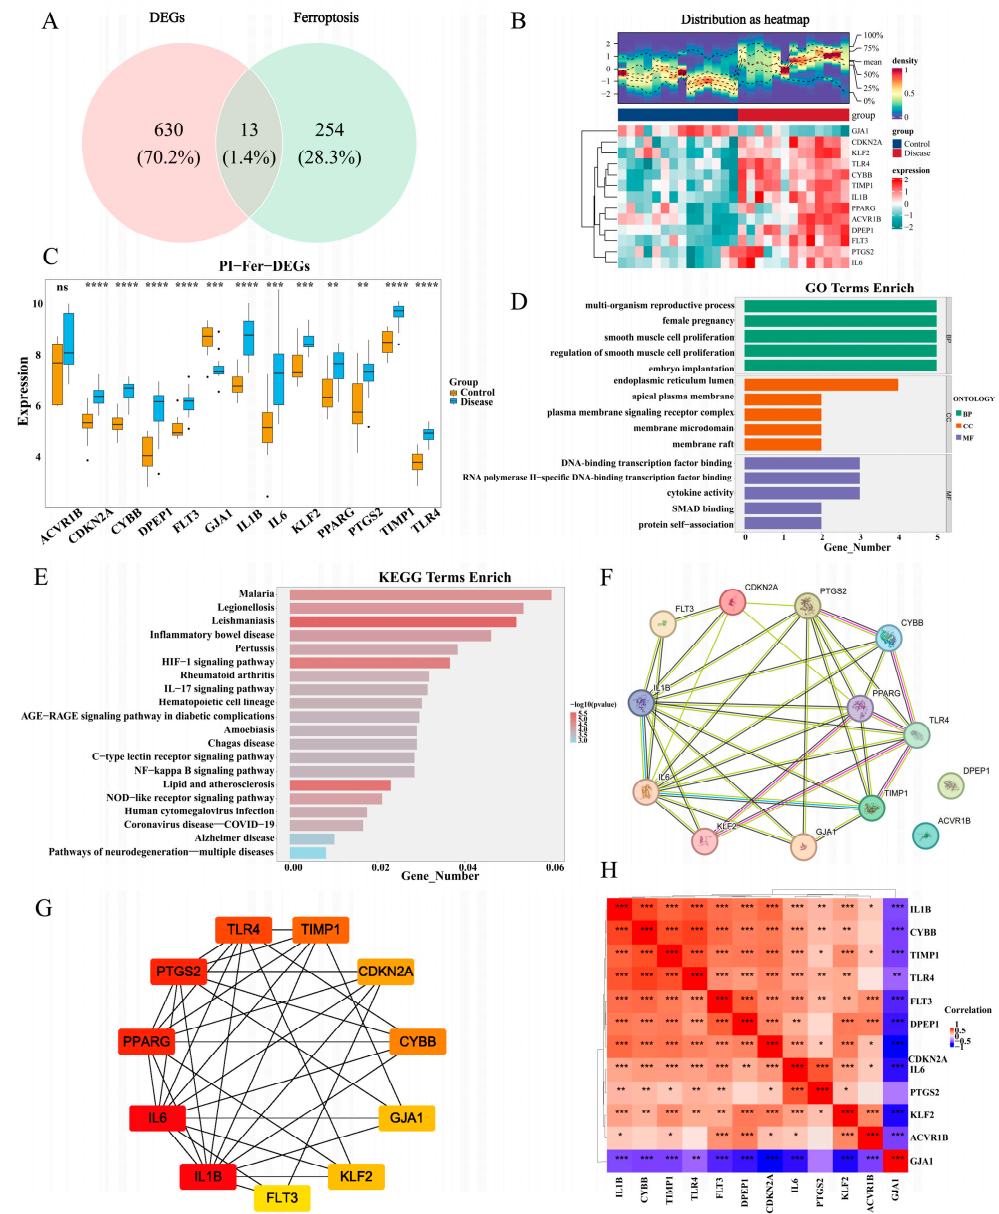 A
DEGs
Ferroptosis
630
(70.2%)
13
(1.4%)
254
(28.3%)
B
Distribution as heatmap
2
1
0
−1
−2
100%
75%
mean
50%
25%
0%
density
1
0.5
0
group
group
Control
Disease
expression
2
1
0
−1
−2
GJA1
CDKN2A
KLF2
TLR4
CYBB
TIMP1
IL1B
PPARG
ACVR1B
DPEP1
FLT3
PTGS2
IL6
C
PI−Fer−DEGs
ns **** **** **** **** *** **** *** **** ** ** **** ****
Expression
10
8
6
4
Group
Control
Disease
ACVR1B
CDKN2A
CYBB
DPEP1
FLT3
GJA1
IL1B
IL6
KLF2
PPARG
PTGS2
TIMP1
TLR4
D
GO Terms Enrich
multi−organism reproductive process
female pregnancy
smooth muscle cell proliferation
regulation of smooth muscle cell proliferation
embryo implantation
endoplasmic reticulum lumen
apical plasma membrane
plasma membrane signaling receptor complex
membrane microdomain
membrane raft
DNA−binding transcription factor binding
RNA polymerase II−specific DNA−binding transcription factor binding
cytokine activity
SMAD binding
protein self−association
BP
CC
MF
0 1 2 3 4 5
Gene_Number
ONTOLOGY
BP
CC
MF
E
KEGG Terms Enrich
Malaria
Legionellosis
Leishmaniasis
Inflammatory bowel disease
Pertussis
HIF−1 signaling pathway
Rheumatoid arthritis
IL−17 signaling pathway
Hematopoietic cell lineage
AGE−RAGE signaling pathway in diabetic complications
Amoebiasis
Chagas disease
C−type lectin receptor signaling pathway
NF−kappa B signaling pathway
Lipid and atherosclerosis
NOD−like receptor signaling pathway
Human cytomegalovirus infection
Coronavirus disease−COVID−19
Alzheimer disease
Pathways of neurodegeneration−multiple diseases
0.00 0.02 0.04 0.06
Gene_Number
−log10(pvalue)
F
CDKN2A
PTGS2
FLT3
CYBB
IL1B
PPARG
TLR4
IL6
DPEP1
TIMP1
ACVR1B
KLF2
GJA1
G
TLR4
TIMP1
PTGS2
CDKN2A
PPARG
CYBB
IL6
GJA1
IL1B
KLF2
FLT3
H
*** *** *** *** *** *** *** *** ** *** * *** IL1B
*** *** *** *** *** *** *** *** ** ** *** CYBB
*** *** *** *** *** *** *** *** * *** * *** TIMP1
*** *** *** *** *** *** *** *** ** ** ** TLR4
*** *** *** *** *** *** *** *** ** ** *** *** FLT3
*** *** *** *** *** *** *** ** *** *** *** DPEP1
*** *** *** *** *** *** *** *** * *** * *** CDKN2A
*** *** *** *** *** ** *** *** *** *** * *** IL6
** ** * ** ** * *** *** * PTGS2
*** ** *** ** ** *** *** *** * *** *** *** KLF2
* * *** *** * * *** *** *** ACVR1B
*** *** *** ** *** *** *** *** *** *** *** GJA1
IL1B
CYBB
TIMP1
TLR4
FLT3
DPEP1
CDKN2A
IL6
PTGS2
KLF2
ACVR1B
GJA1
Correlation
1
0.5
0
−0.5
−1